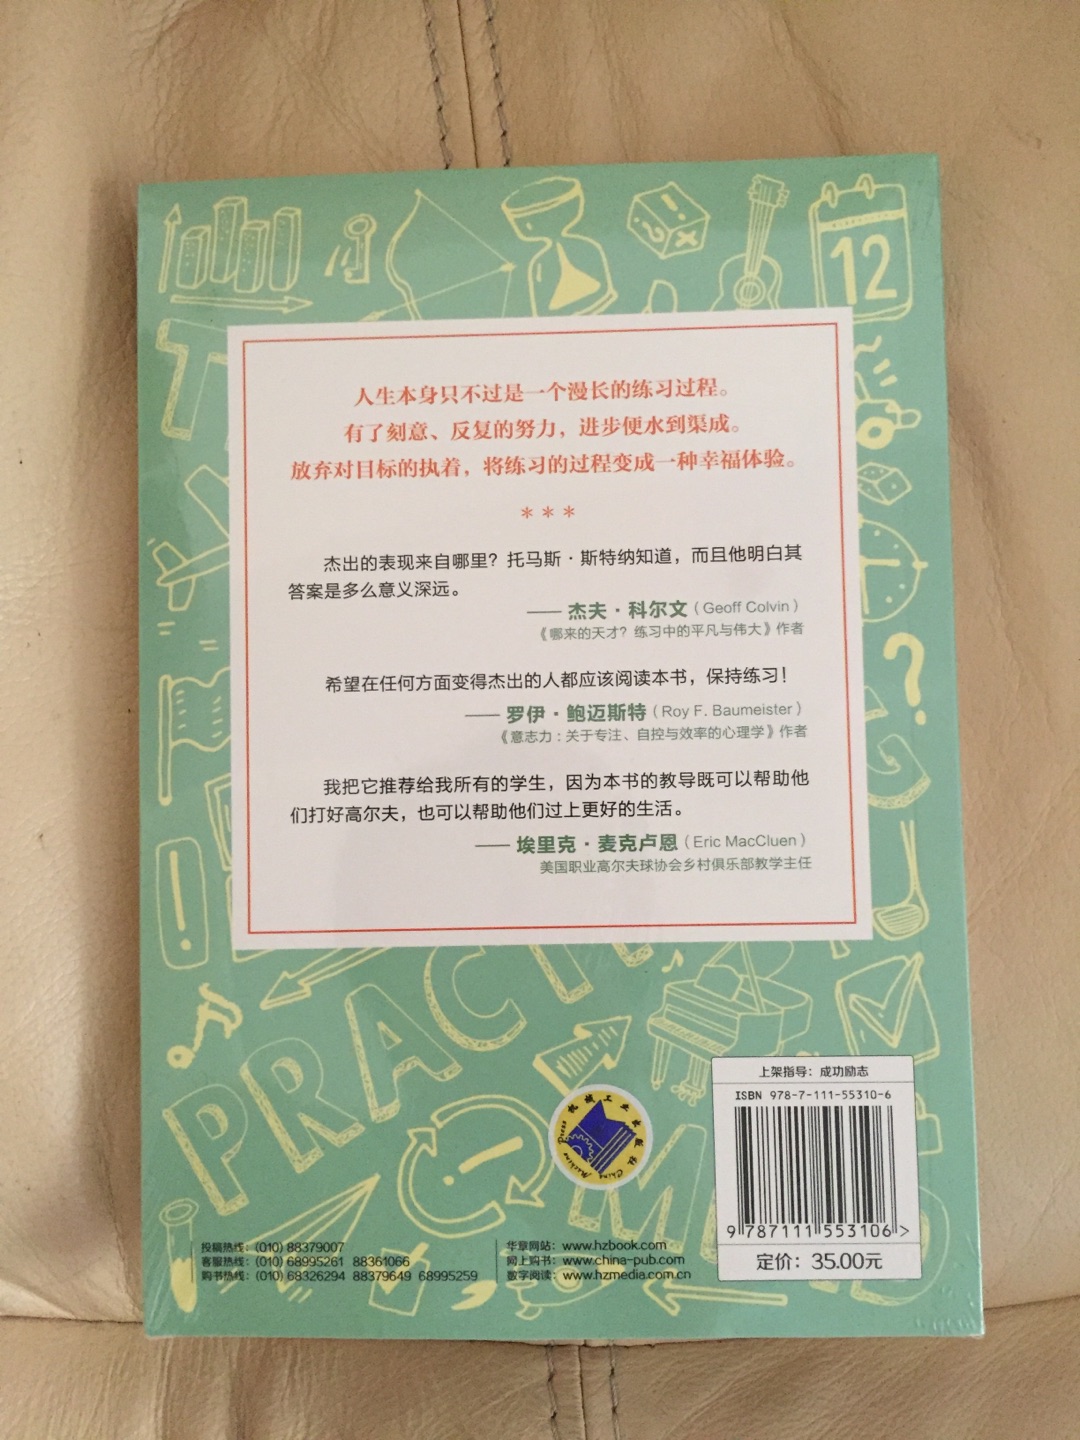 12
人生本身只不过是一个漫长的练习过程。
有了刻意、反复的努力，进步便水到渠成。
放弃对目标的执着，将练习的过程变成一种幸福体验。
***
杰出的表现来自哪里？托马斯·斯特纳知道，而且他明白其
答案是多么意义深远。
—— 杰夫·科尔文（Geoff Colvin）
《哪来的天才？练习中的平凡与伟大》作者
希望在任何方面变得杰出的人都应该阅读本书，保持练习！
—— 罗伊·鲍迈斯特（Roy F. Baumeister）
《意志力：关于专注、自控与效率的心理学》作者
我把它推荐给我所有的学生，因为本书的教导既可以帮助他
们打好高尔夫，也可以帮助他们过上更好的生活。
—— 埃里克·麦克卢恩（Eric MacCluen）
美国职业高尔夫球协会乡村俱乐部教学主任
PRACTI
机械工业出版社
China Machine Press
上架指导：成功励志
ISBN 978-7-111-55310-6
9 787111 553106 >
定价：35.00元
投稿热线：(010) 88379007
客服热线：(010) 68995261 88361066
购书热线：(010) 68326294 88379649 68995259
华章网站：www.hzbook.com
网上购书：www.china-pub.com
数字阅读：www.hzmedia.com.cn